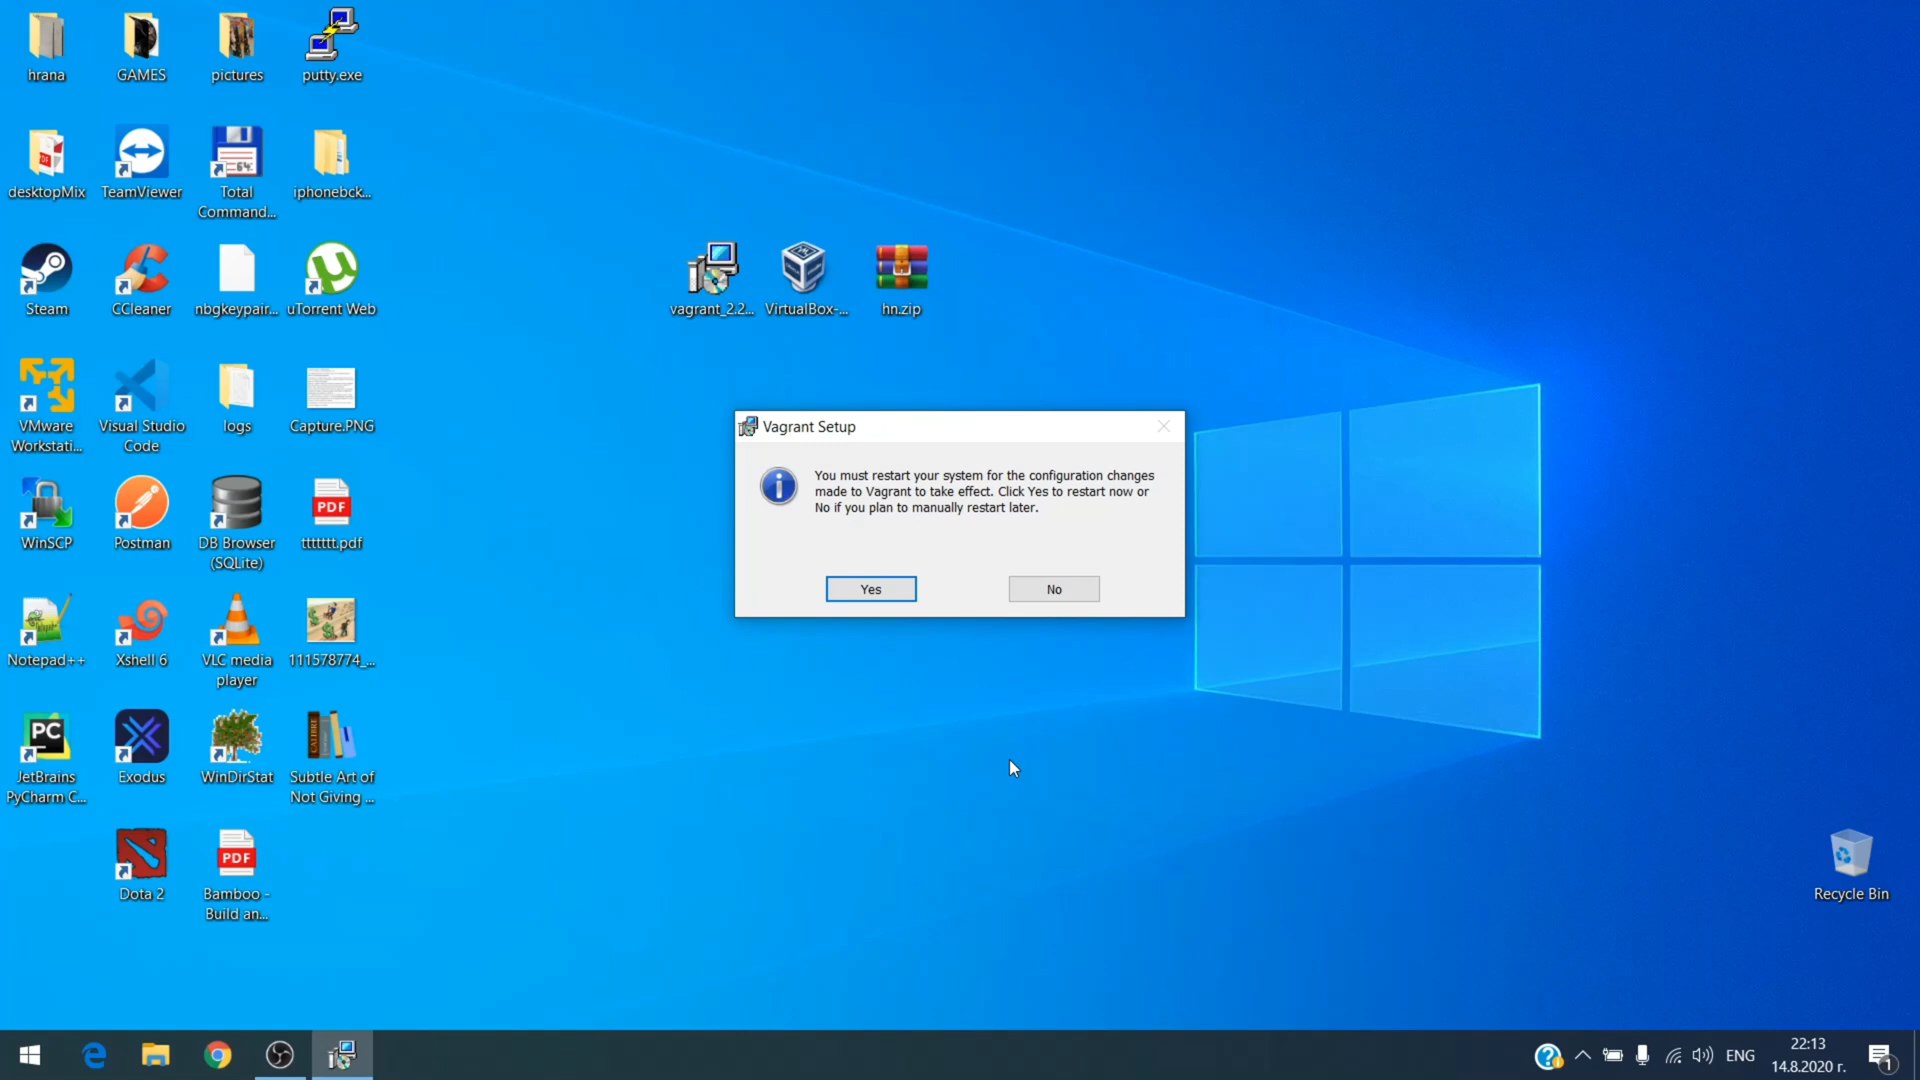 hrana
GAMES
pictures
putty.exe
desktopMix
TeamViewer
Total
Command...
iphonebck...
64
PDF
Steam
CCleaner
nbgkeypair...
uTorrent Web
vagrant_2.2...
VirtualBox-...
hn.zip
VMware
Workstati...
Visual Studio
Code
logs
Capture.PNG
Vagrant Setup
You must restart your system for the configuration changes
made to Vagrant to take effect. Click Yes to restart now or
No if you plan to manually restart later.
Yes
No
WinSCP
Postman
DB Browser
(SQLite)
PDF
ttttttt.pdf
Notepad++
Xshell 6
VLC media
player
111578774_...
PC
CALIBRE
JetBrains
PyCharm C...
Exodus
WinDirStat
Subtle Art of
Not Giving ...
Dota 2
PDF
Bamboo -
Build an...
Recycle Bin
ENG
22:13
14.8.2020 г.
1